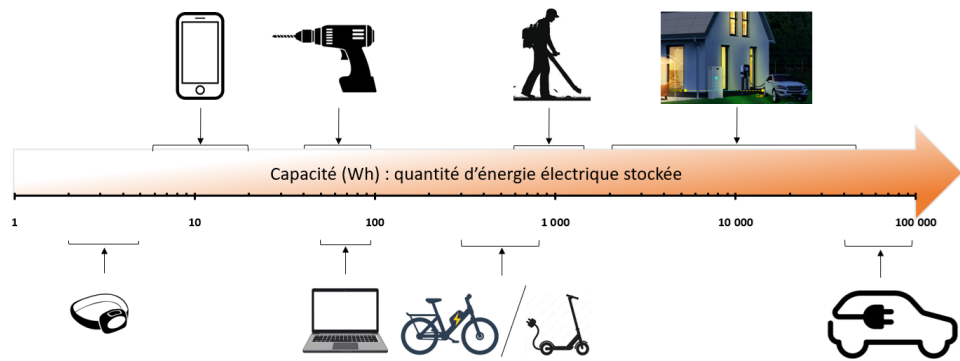 Capacité (Wh) : quantité d'énergie électrique stockée
1 10 100 1 000 10 000 100 000